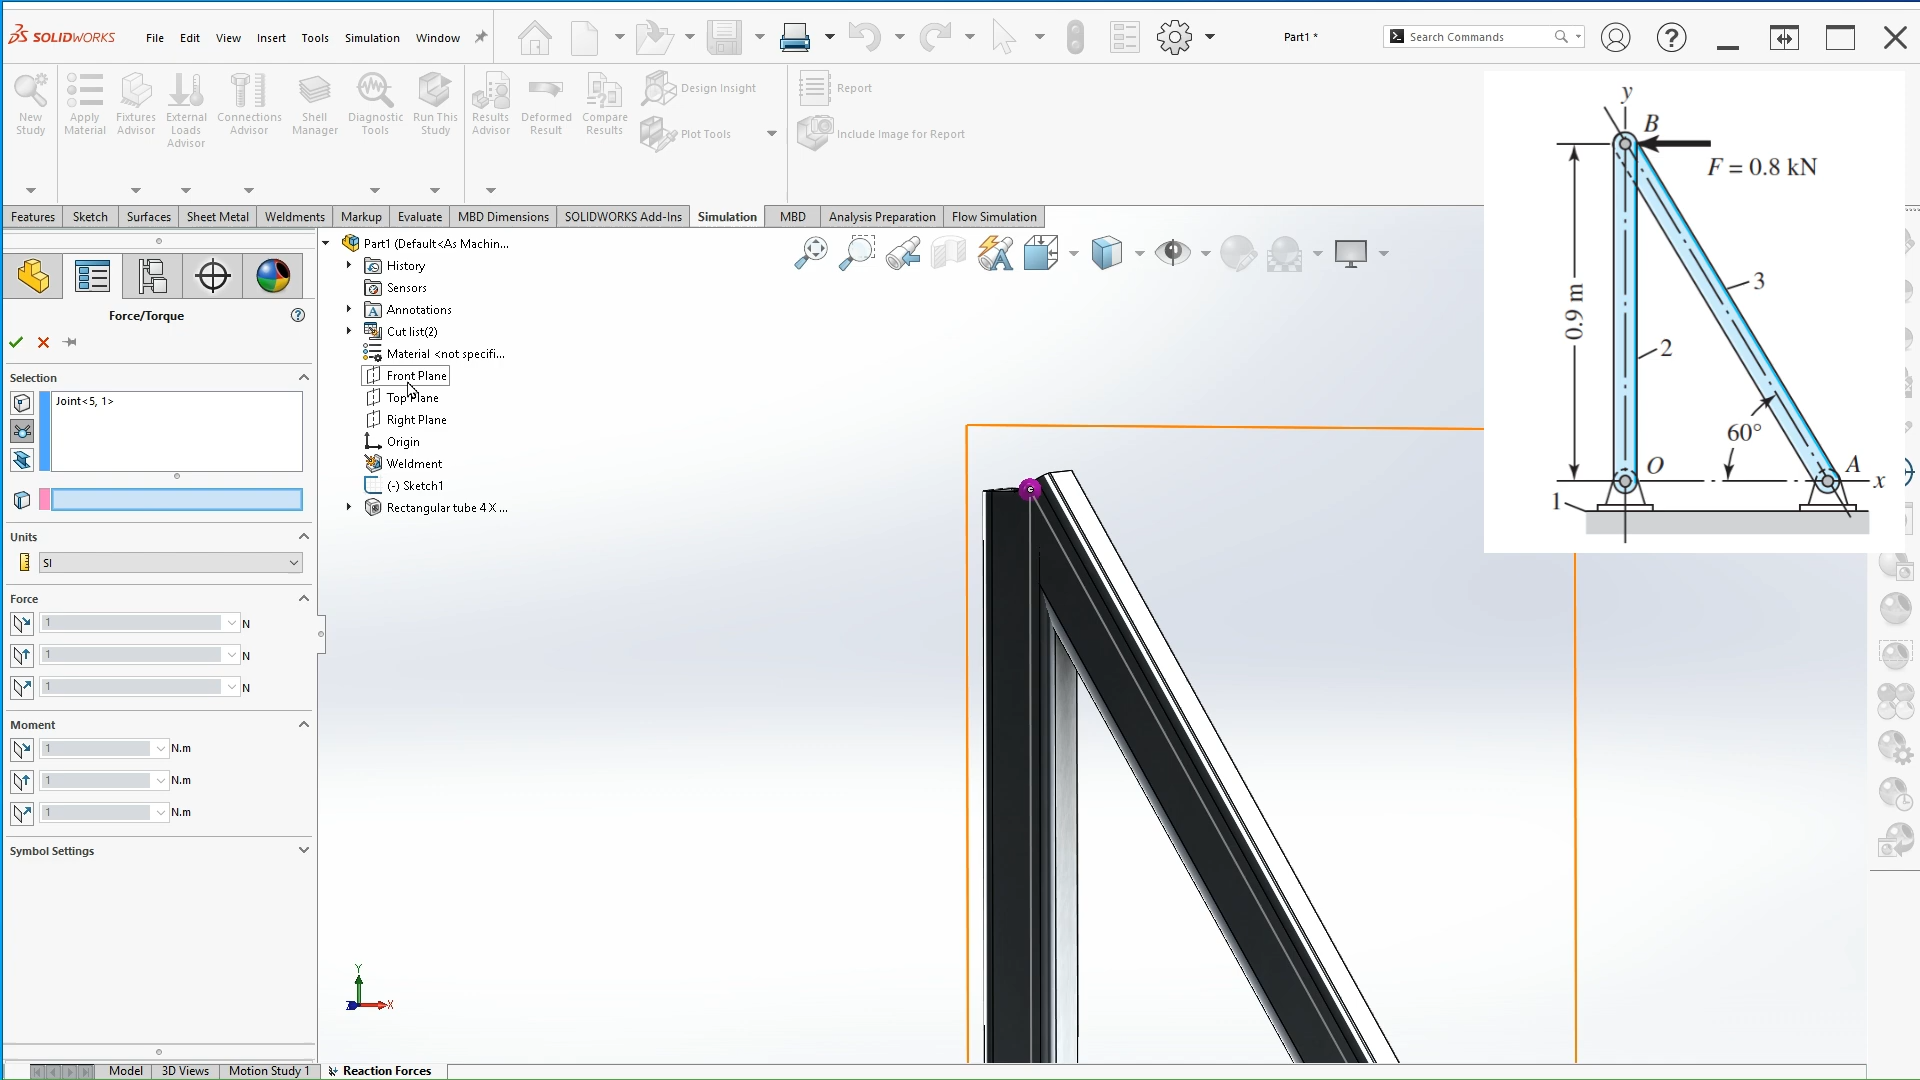 SOLIDWORKS File Edit View Insert Tools Simulation Window Part1 * Search Commands
New Study
Apply Material
Fixtures Advisor
External Loads Advisor
Connections Advisor
Shell Manager
Diagnostic Tools
Run This Study
Results Advisor
Deformed Result
Compare Results
Design Insight
Plot Tools
Report
Include Image for Report
Features Sketch Surfaces Sheet Metal Weldments Markup Evaluate MBD Dimensions SOLIDWORKS Add-Ins Simulation MBD Analysis Preparation Flow Simulation
Force/Torque
Selection
Joint<5, 1>
Units
SI
Force
1 N
1 N
1 N
Moment
1 N.m
1 N.m
1 N.m
Symbol Settings
Part1 (Default<As Machin...
History
Sensors
Annotations
Cut list(2)
Material <not specifi...
Front Plane
Top Plane
Right Plane
Origin
Weldment
(-) Sketch1
Rectangular tube 4 X ...
y
B
F = 0.8 kN
0.9 m
3
2
60°
O
A
x
1
Y
X
Model 3D Views Motion Study 1 Reaction Forces